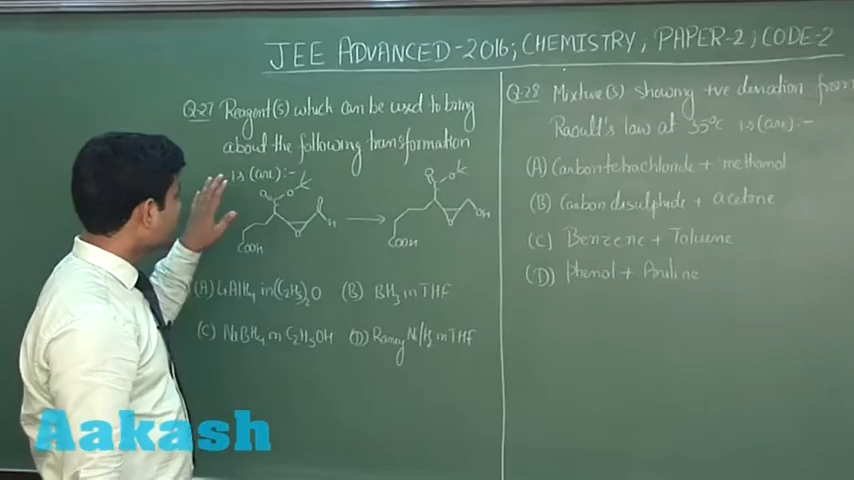 JEE ADVANCED-2016; CHEMISTRY, PAPER-2; CODE-2
Q.27 Reagent(s) which can be used to bring
about the following transformation
is (are):-
COOH
H
COOH
OH
(A) LiAlH4 in (C2H5)2O (B) BH3 in THF
(C) NaBH4 in C2H5OH (D) Raney Ni/H2 in THF
Q.28 Mixture(s) showing +ve deviation from
Raoult's law at 35°C is (are):-
(A) Carbontetrachloride + methanol
(B) Carbon disulphide + acetone
(C) Benzene + Toluene
(D) Phenol + Aniline
Aakash